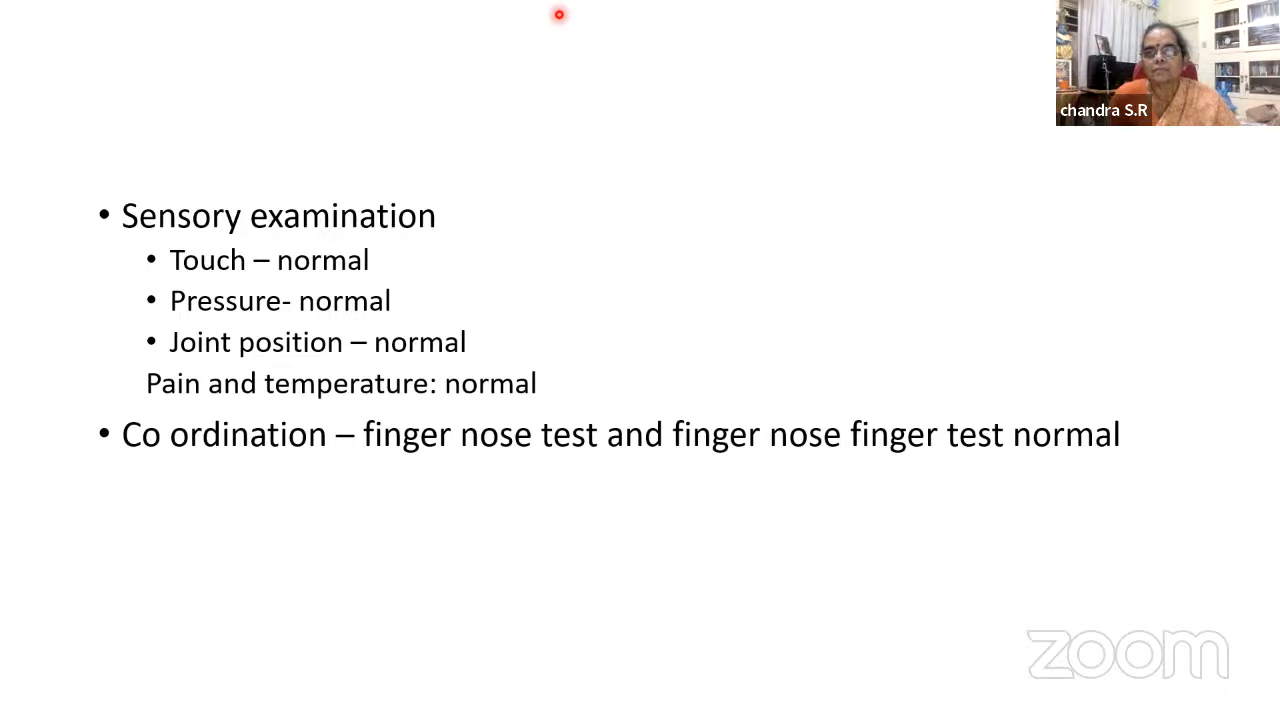 chandra S.R
• Sensory examination
• Touch – normal
• Pressure- normal
• Joint position – normal
Pain and temperature: normal
• Co ordination – finger nose test and finger nose finger test normal
zoom